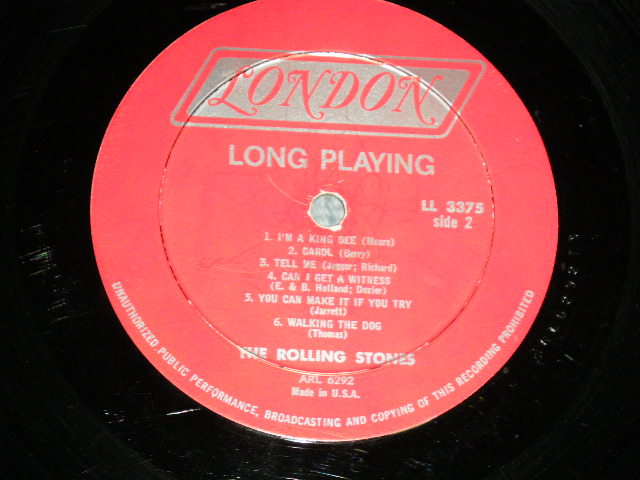 LONDON
LONG PLAYING
LL 3375
side 2
1. I'M A KING BEE (Moore)
2. CAROL (Berry)
3. TELL ME (Jagger; Richard)
4. CAN I GET A WITNESS
(E. & B. Holland; Dozier)
5. YOU CAN MAKE IT IF YOU TRY
(Jarrett)
6. WALKING THE DOG
(Thomas)
THE ROLLING STONES
ARL 6292
Made in U.S.A.
UNAUTHORIZED PUBLIC PERFORMANCE, BROADCASTING AND COPYING OF THIS RECORDING PROHIBITED